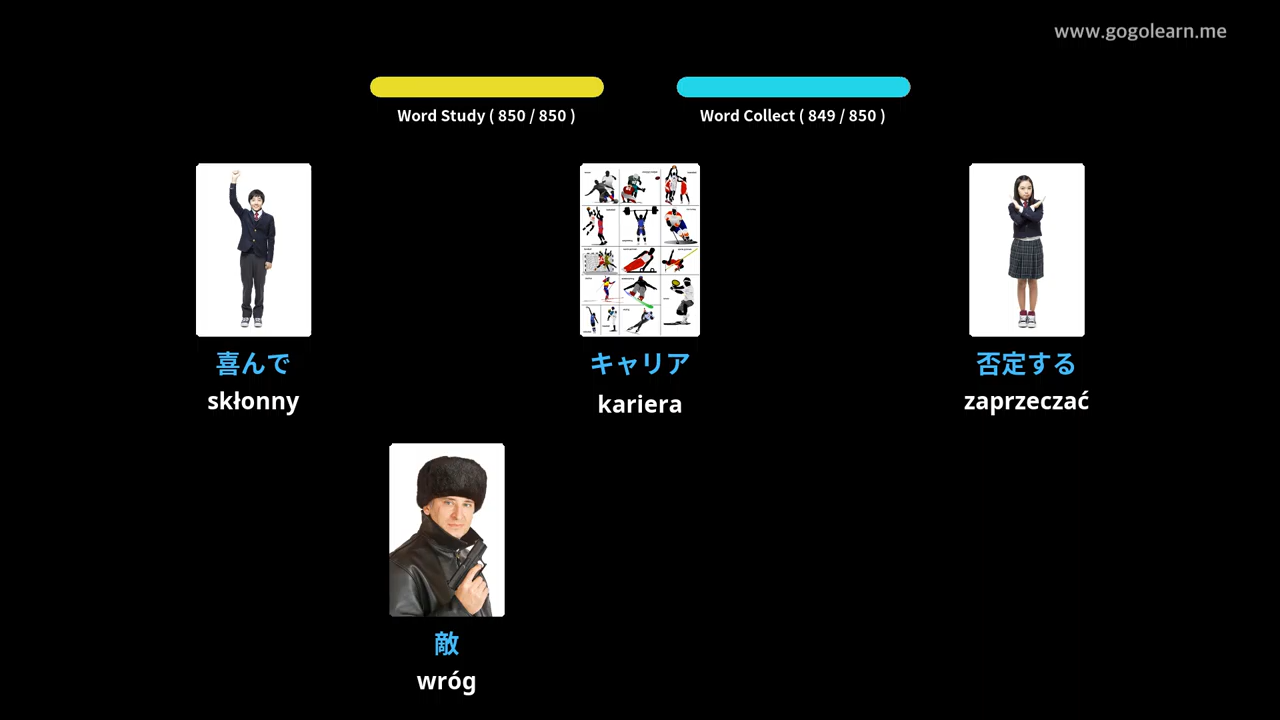 www.gogolearn.me
Word Study ( 850 / 850 )
Word Collect ( 849 / 850 )
喜んで
キャリア
否定する
skłonny
kariera
zaprzeczać
敵
wróg